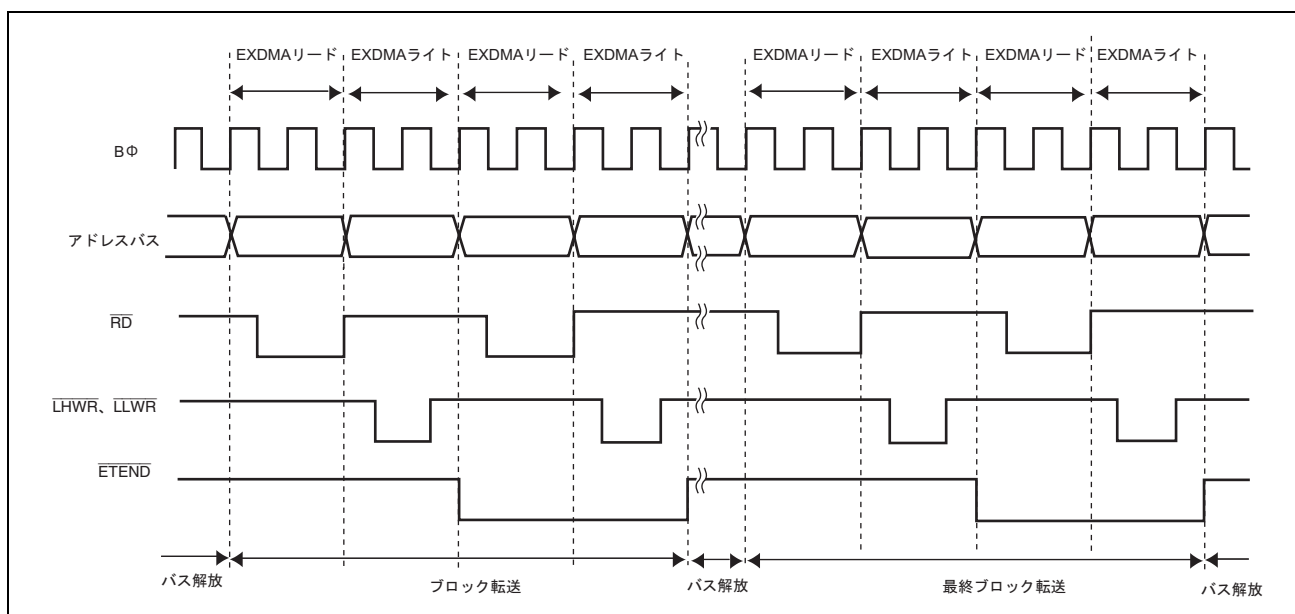 EXDMAリード EXDMAライト EXDMAリード EXDMAライト EXDMAリード EXDMAライト EXDMAリード EXDMAライト
BΦ
アドレスバス
RD
LHWR、LLWR
ETEND
バス解放 ブロック転送 バス解放 最終ブロック転送 バス解放